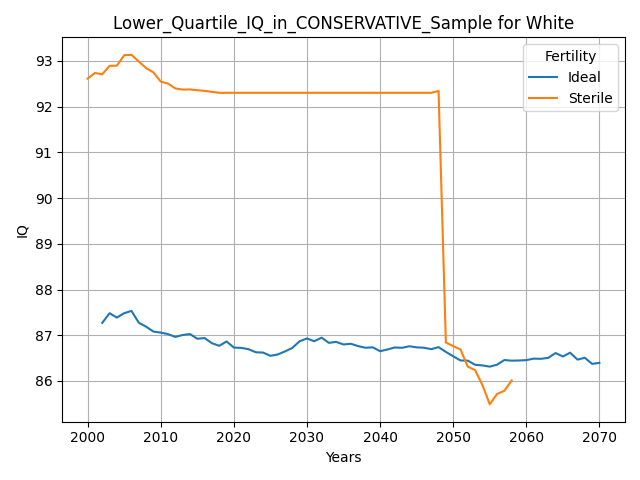 Lower_Quartile_IQ_in_CONSERVATIVE_Sample for White
Fertility
Ideal
Sterile
IQ
93
92
91
90
89
88
87
86
2000 2010 2020 2030 2040 2050 2060 2070
Years